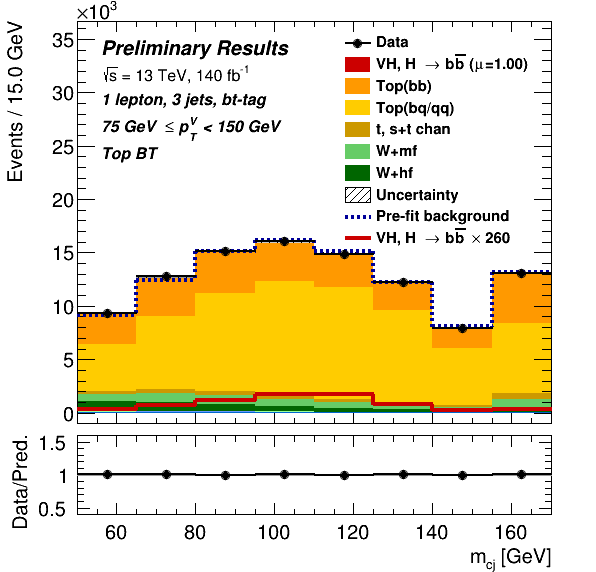 ×10³
Events / 15.0 GeV
35
30
25
20
15
10
5
0
Preliminary Results
√s = 13 TeV, 140 fb⁻¹
1 lepton, 3 jets, bt-tag
75 GeV ≤ p_T^V < 150 GeV
Top BT
Data
VH, H → bb̅ (μ=1.00)
Top(bb)
Top(bq/qq)
t, s+t chan
W+mf
W+hf
Uncertainty
Pre-fit background
VH, H → bb̅ × 260
Data/Pred.
1.5
1
0.5
60 80 100 120 140 160
m_cj [GeV]